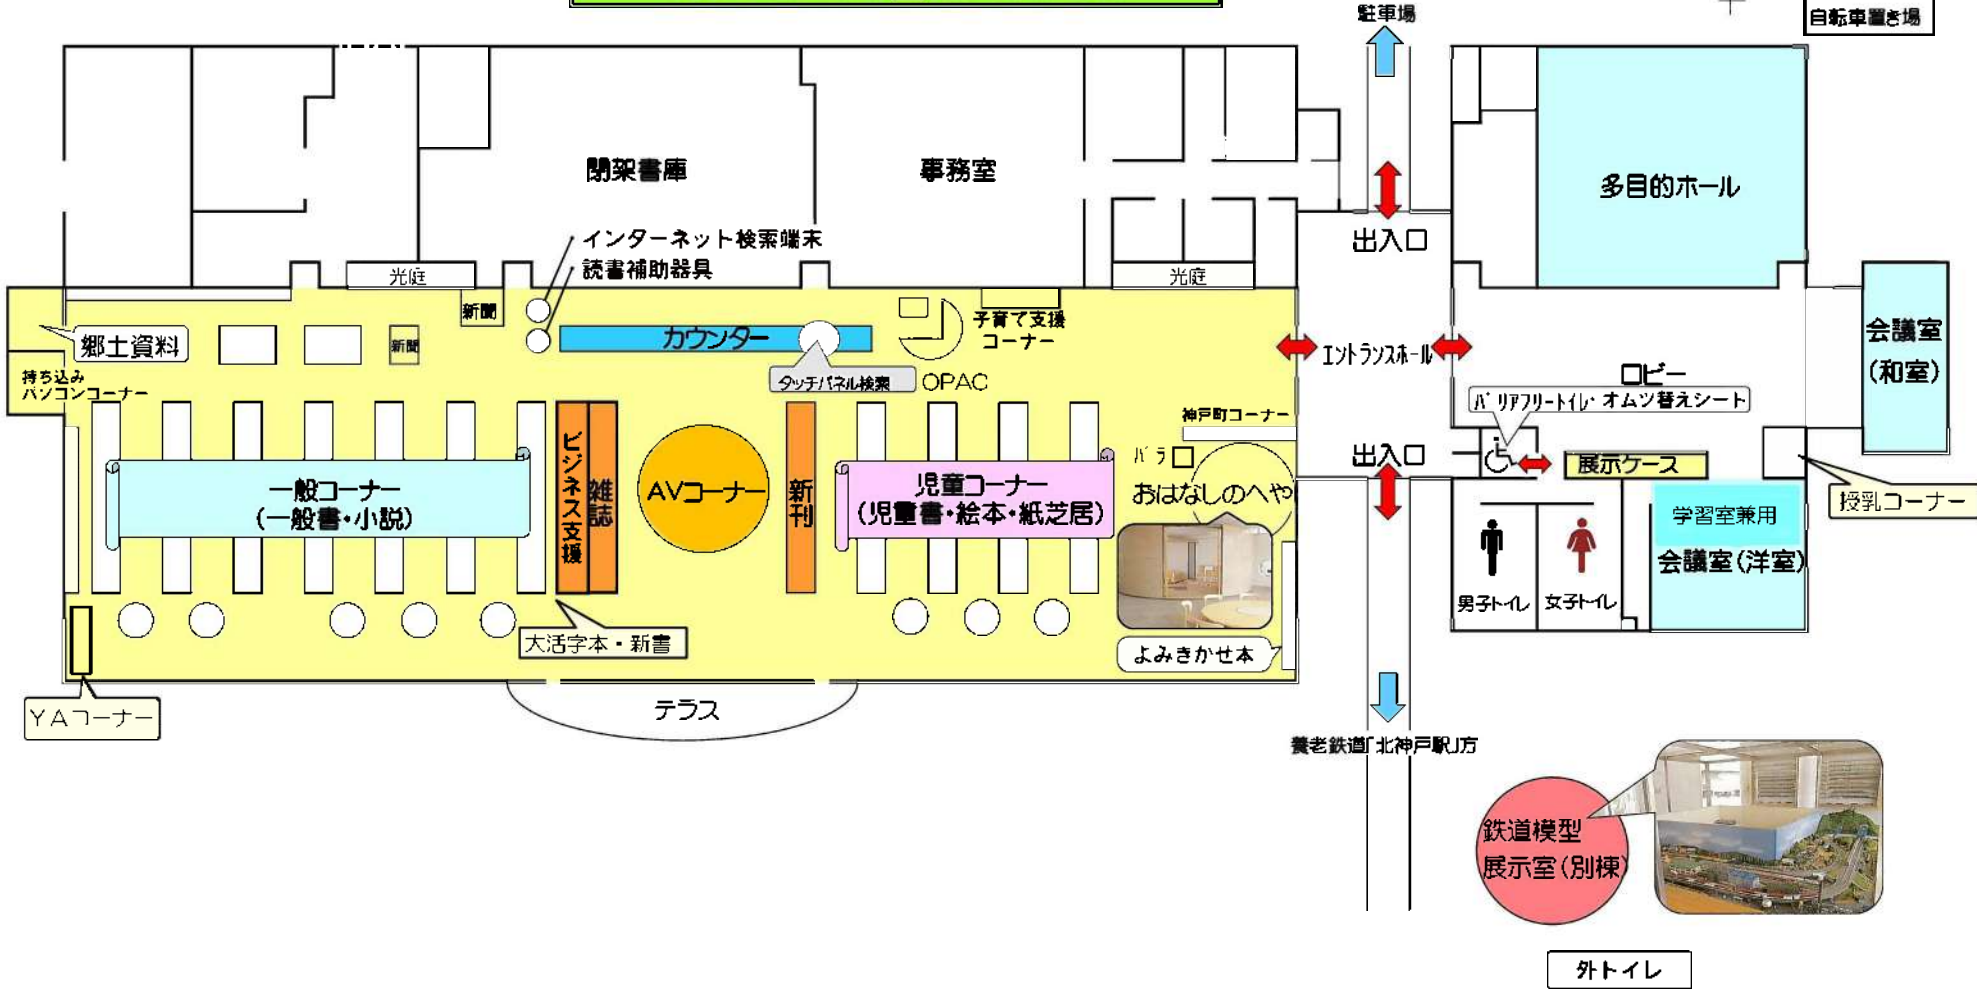 駐車場
自転車置き場
閉架書庫
事務室
多目的ホール
インターネット検索端末
読書補助器具
出入口
光庭
光庭
新聞
郷土資料
新聞
カウンター
子育て支援
コーナー
エントランスホール
会議室
(和室)
持ち込み
パソコンコーナー
タッチパネル検索
OPAC
ロビー
バリアフリートイレ・オムツ替えシート
神戸町コーナー
出入口
バラ
展示ケース
一般コーナー
(一般書・小説)
ビジネス支援
雑誌
AVコーナー
新刊
児童コーナー
(児童書・絵本・紙芝居)
おはなしのへや
授乳コーナー
学習室兼用
会議室(洋室)
男子トイレ
女子トイレ
大活字本・新書
よみきかせ本
YAコーナー
テラス
養老鉄道「北神戸駅」方
鉄道模型
展示室(別棟)
外トイレ